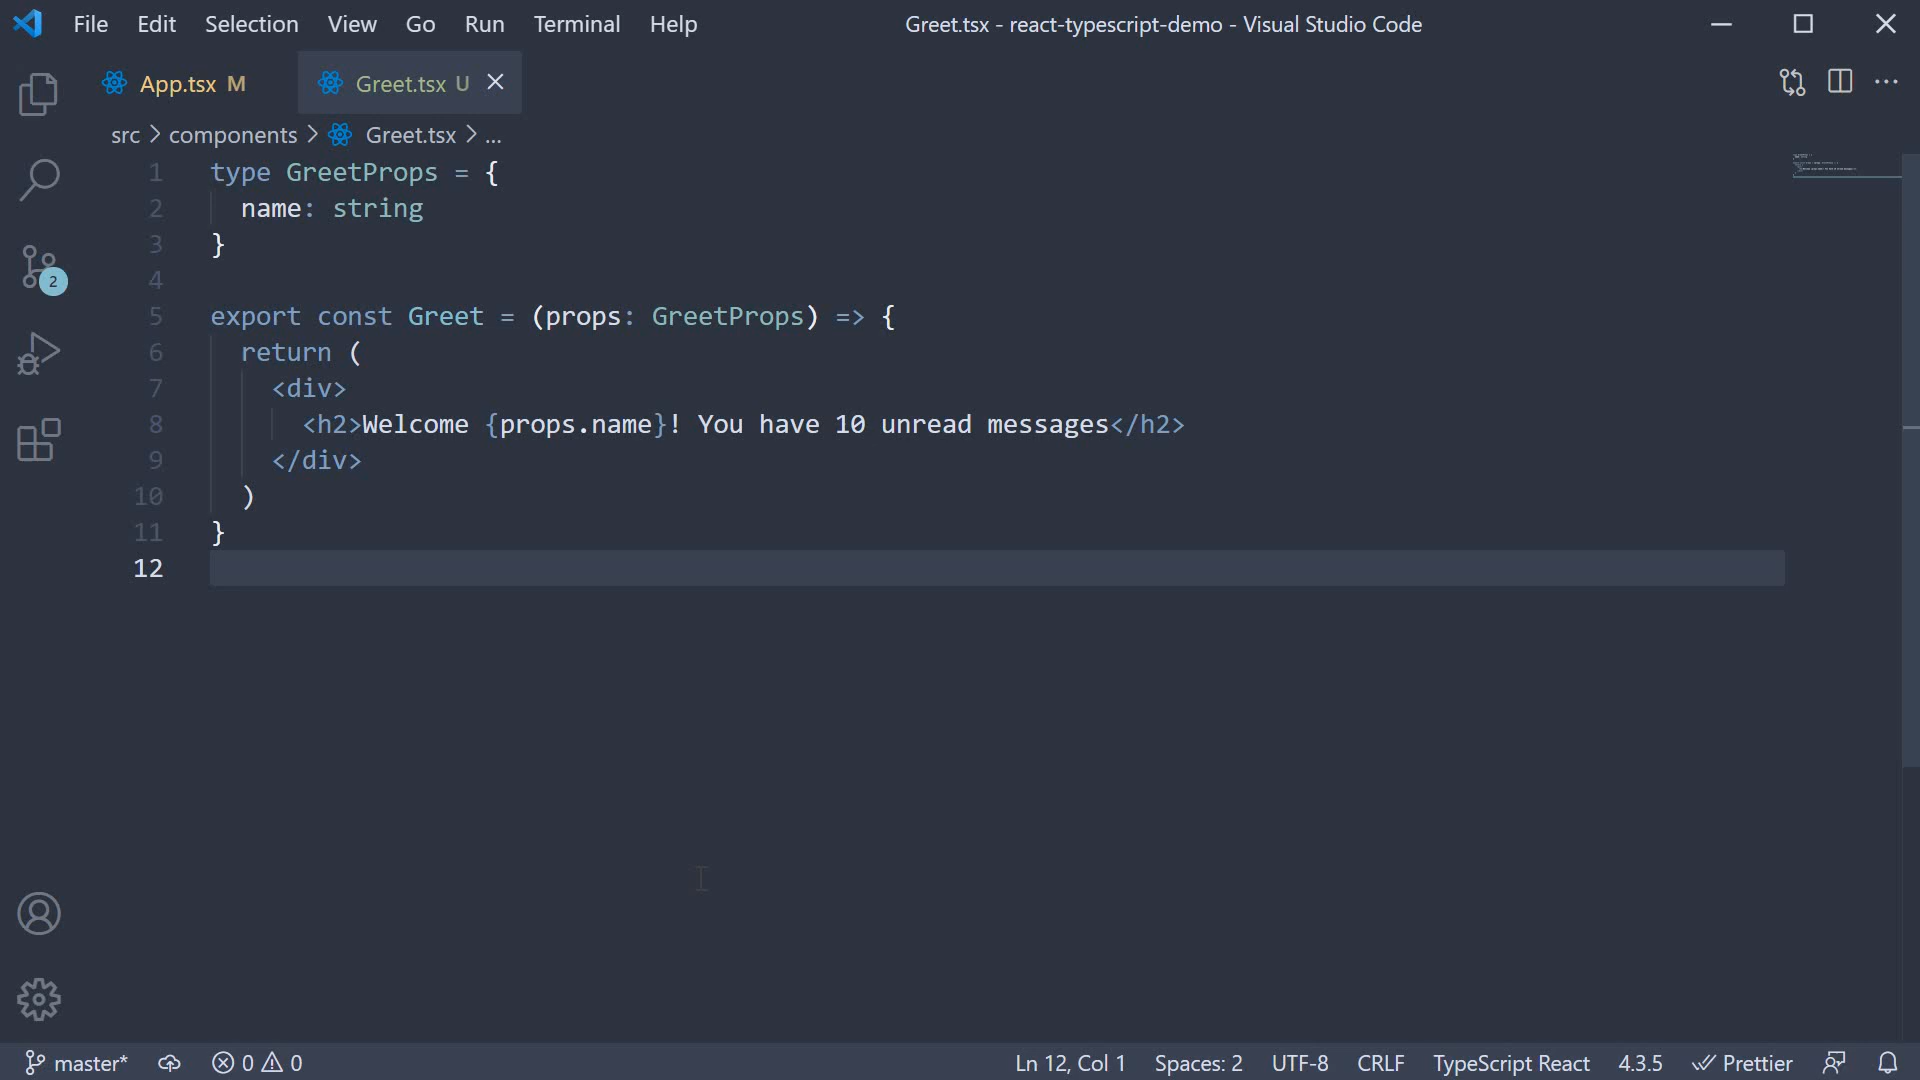 File Edit Selection View Go Run Terminal Help Greet.tsx - react-typescript-demo - Visual Studio Code
App.tsx M Greet.tsx U
src > components > Greet.tsx > ...
1 type GreetProps = {
2 name: string
3 }
4
5 export const Greet = (props: GreetProps) => {
6 return (
7 <div>
8 <h2>Welcome {props.name}! You have 10 unread messages</h2>
9 </div>
10 )
11 }
12
2
master* 0 0 Ln 12, Col 1 Spaces: 2 UTF-8 CRLF TypeScript React 4.3.5 Prettier